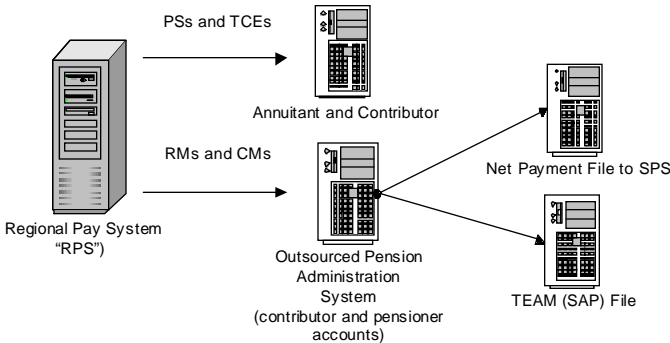 PSs and TCEs
Annuitant and Contributor
RMs and CMs
Net Payment File to SPS
Regional Pay System
“RPS”)
Outsourced Pension
Administration
System
(contributor and pensioner
accounts)
TEAM (SAP) File